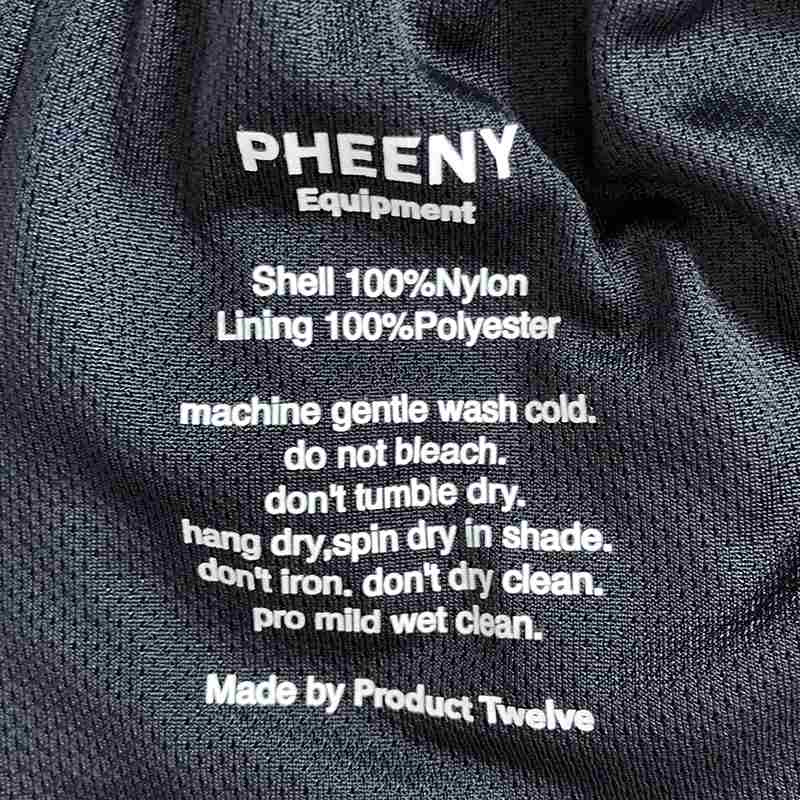 PHEENY
Equipment
Shell 100%Nylon
Lining 100%Polyester
machine gentle wash cold.
do not bleach.
don't tumble dry.
hang dry,spin dry in shade.
don't iron. don't dry clean.
pro mild wet clean.
Made by Product Twelve